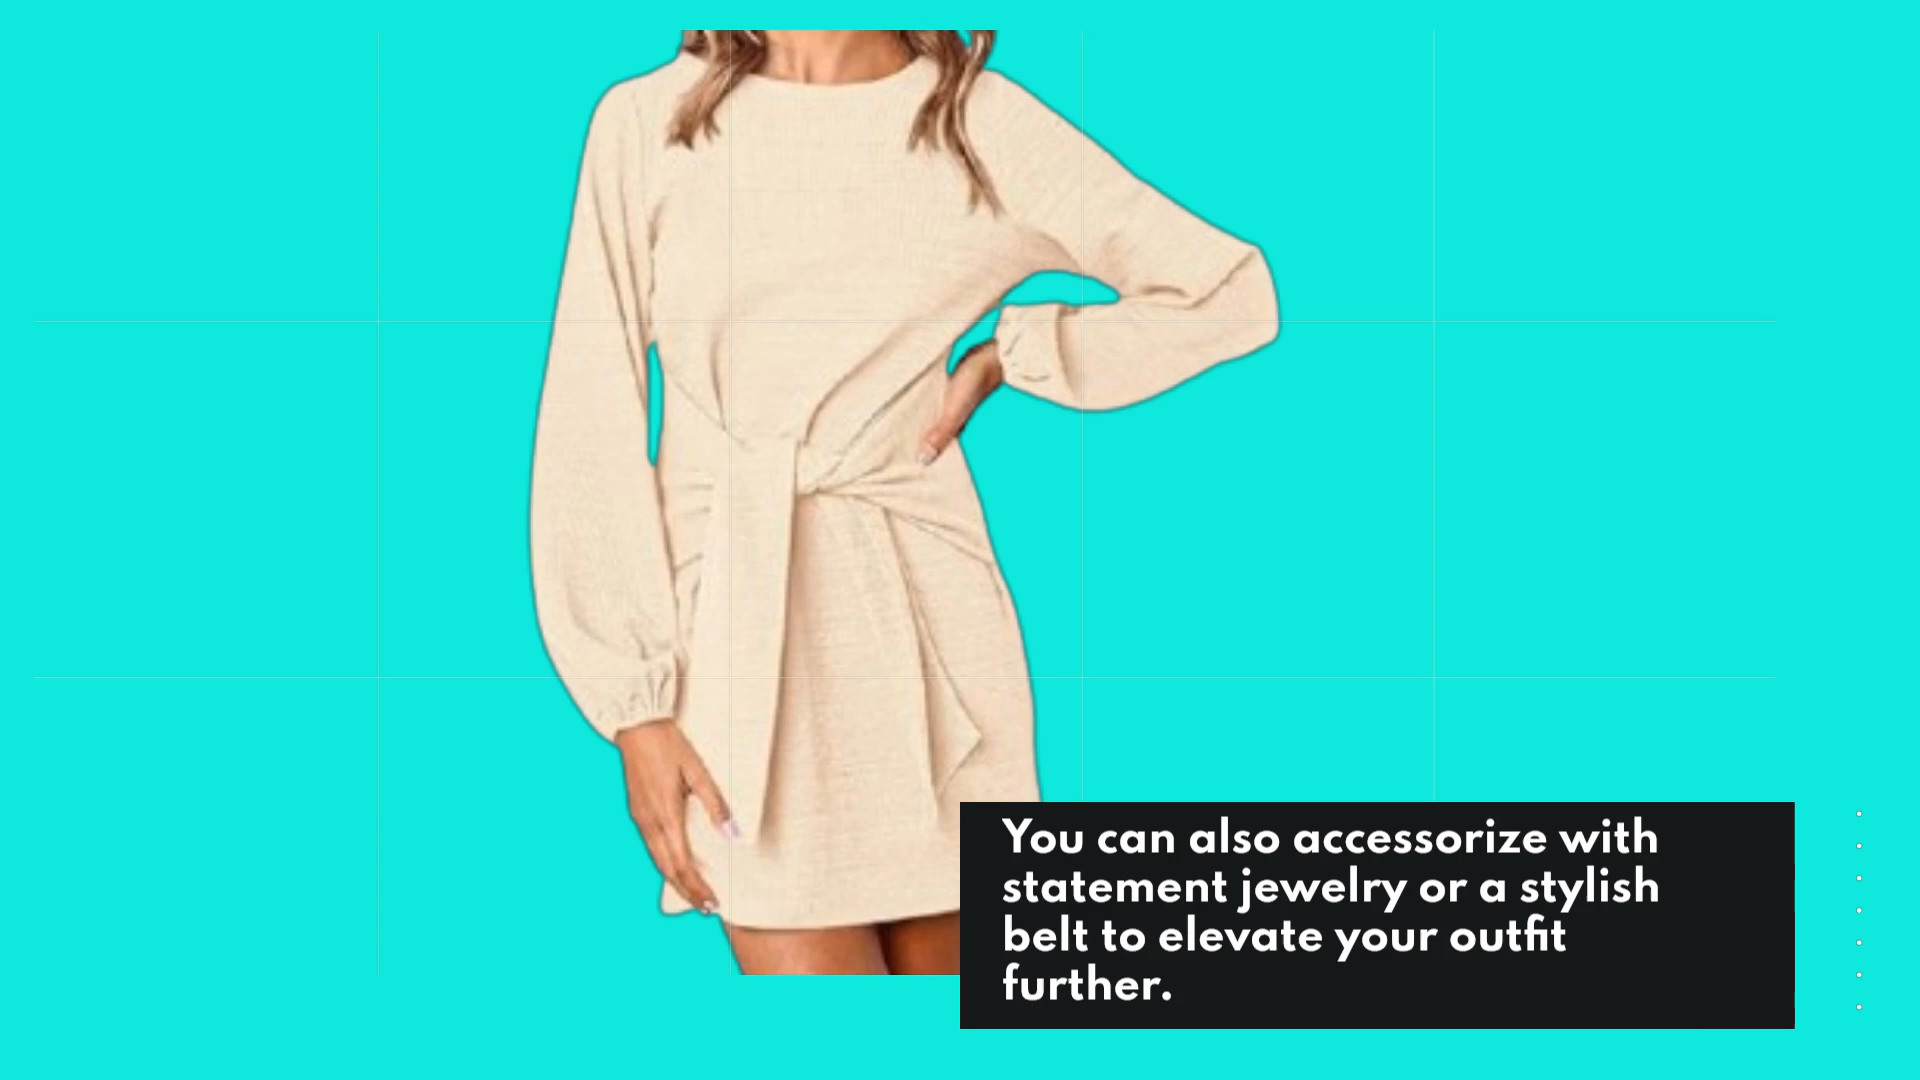 You can also accessorize with
statement jewelry or a stylish
belt to elevate your outfit
further.